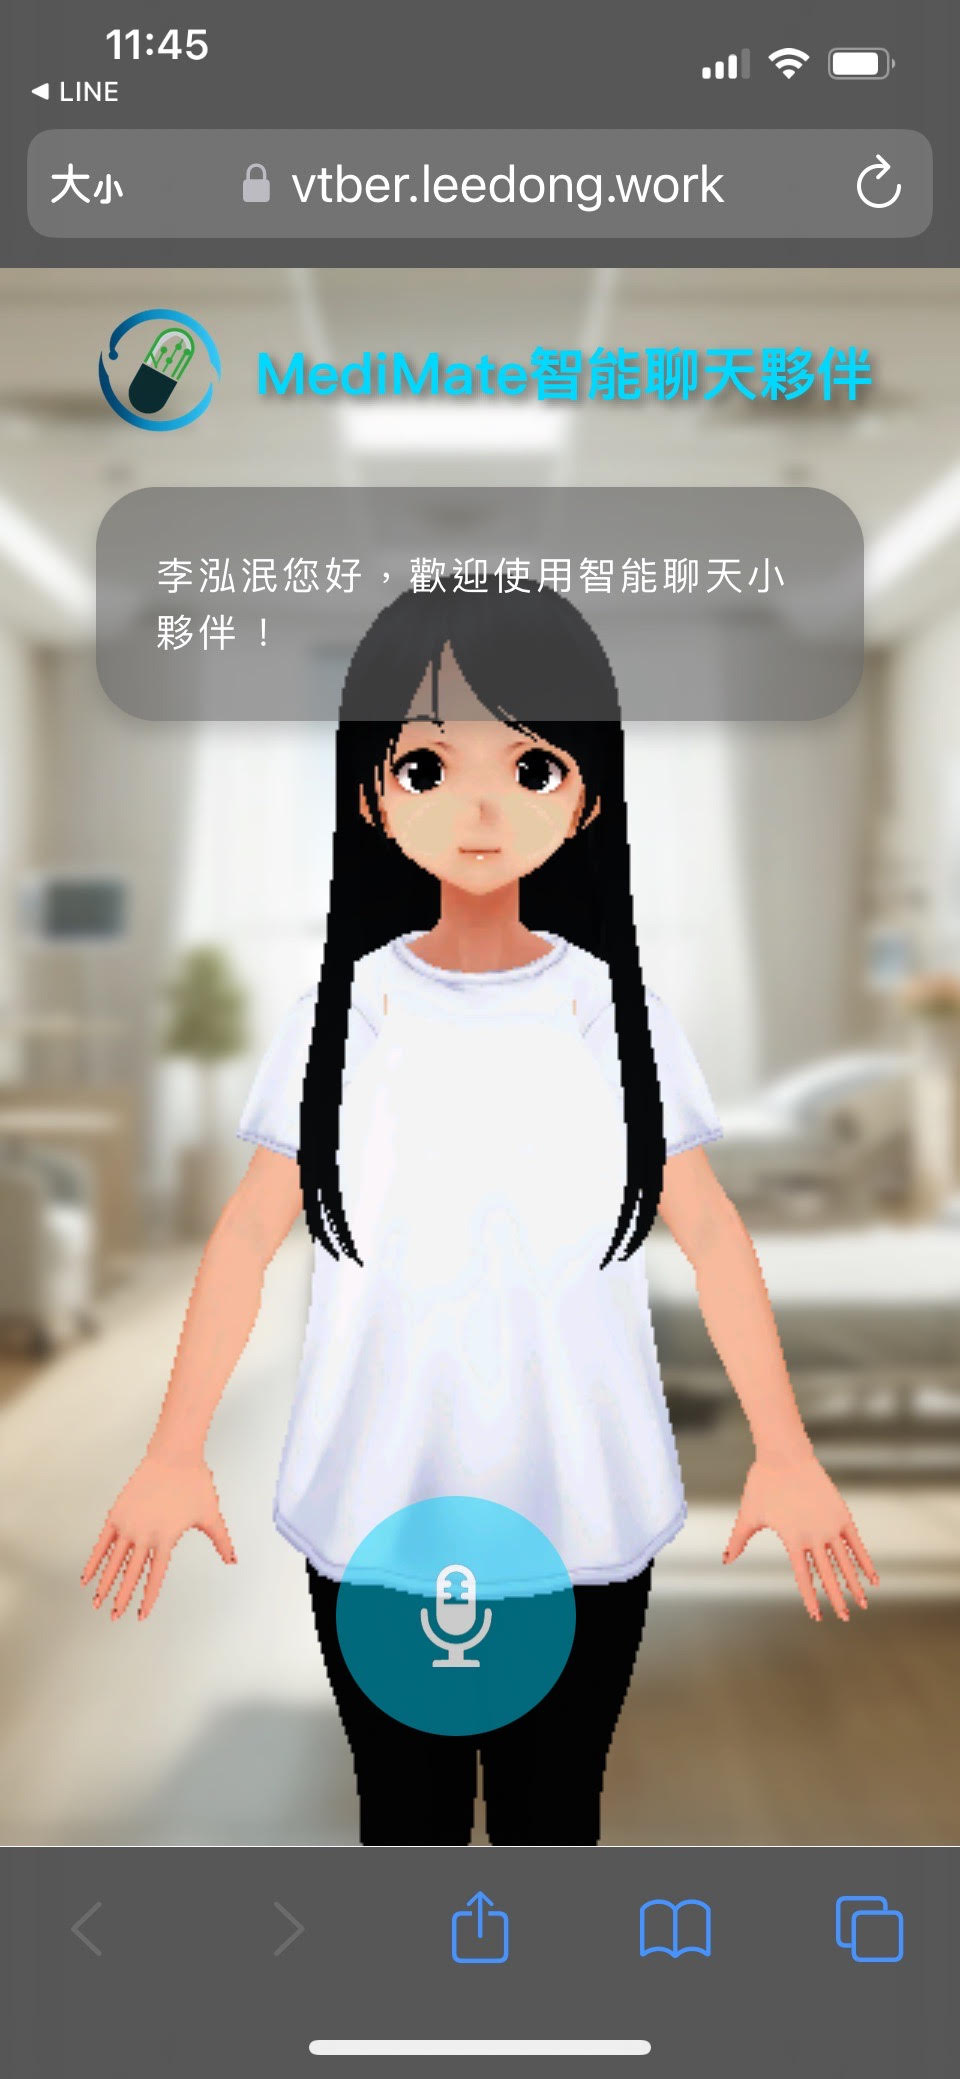 11:45
◀ LINE
大小
vtber.leedong.work
MediMate智能聊天夥伴
李泓泯您好，歡迎使用智能聊天小
夥伴！